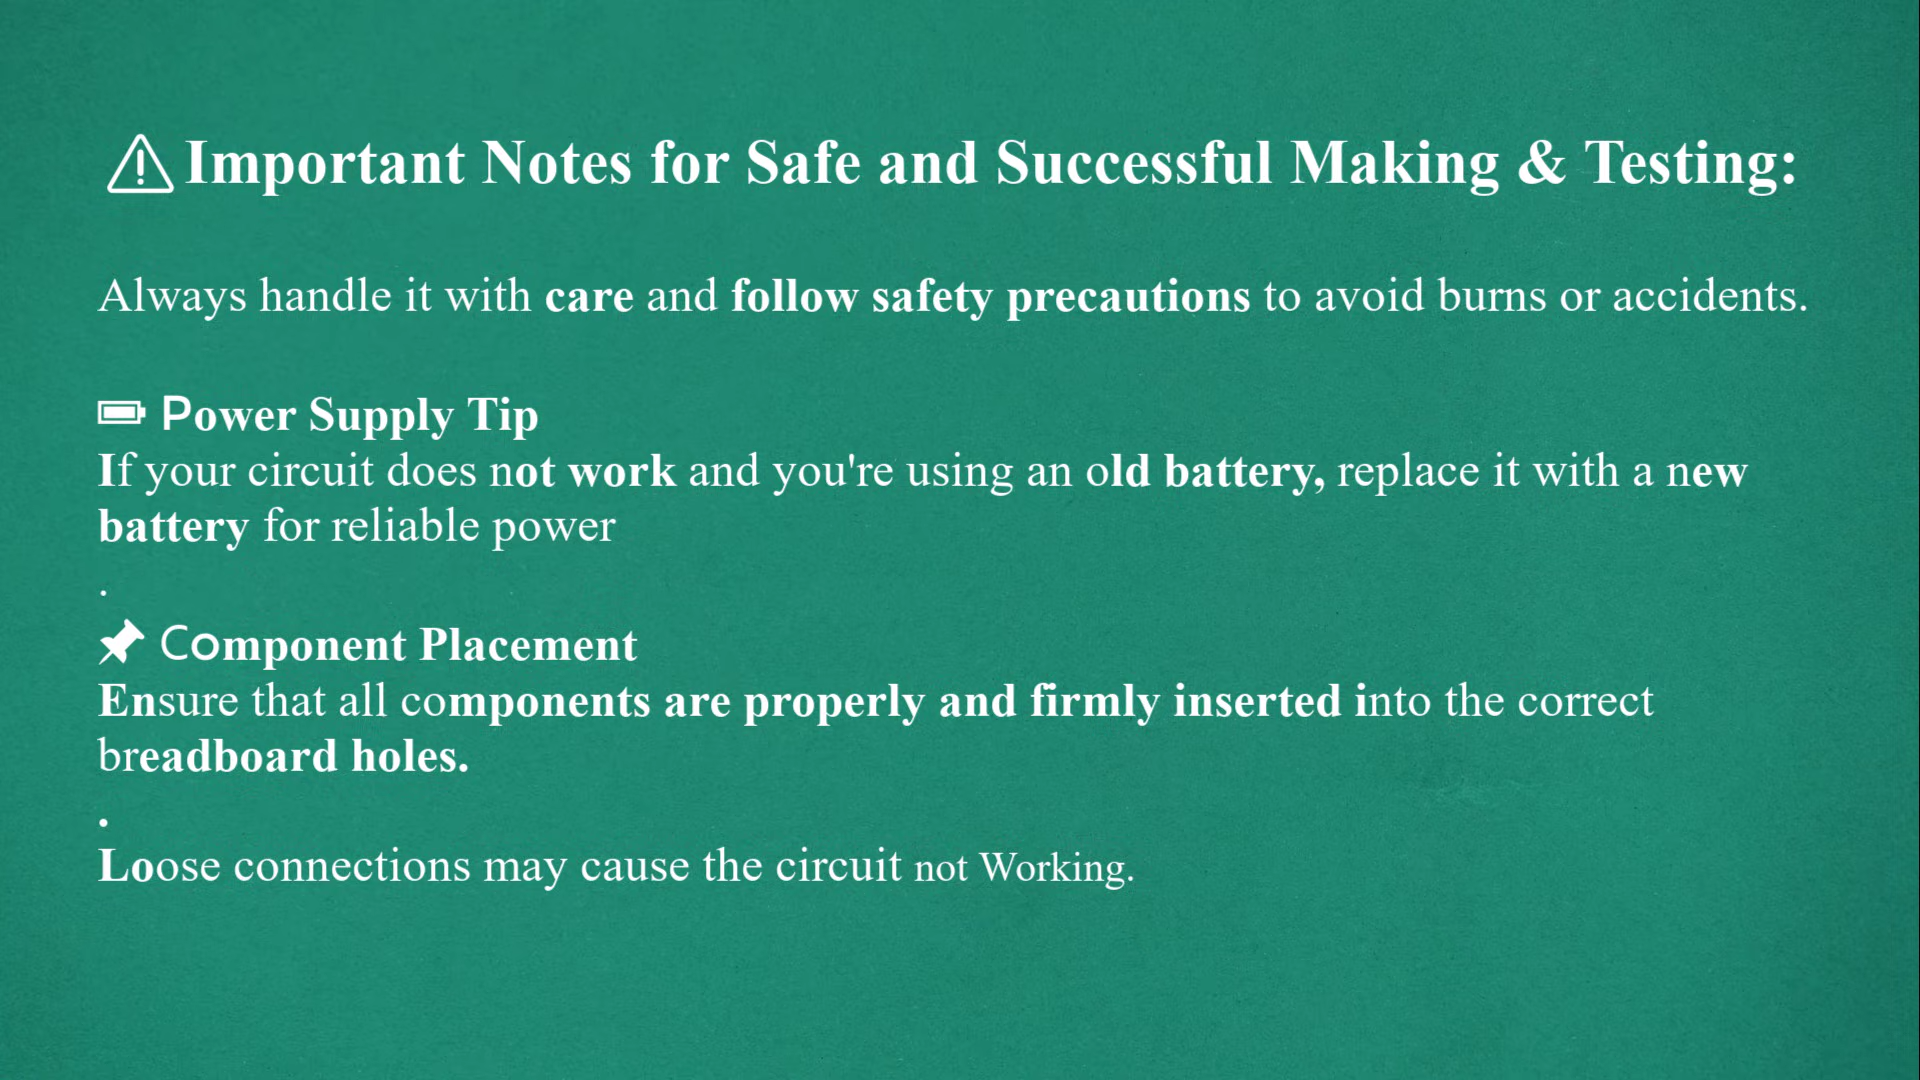 ⚠ Important Notes for Safe and Successful Making & Testing:
Always handle it with care and follow safety precautions to avoid burns or accidents.
🔋 Power Supply Tip
If your circuit does not work and you're using an old battery, replace it with a new
battery for reliable power
.
📌 Component Placement
Ensure that all components are properly and firmly inserted into the correct
breadboard holes.
.
Loose connections may cause the circuit not Working.